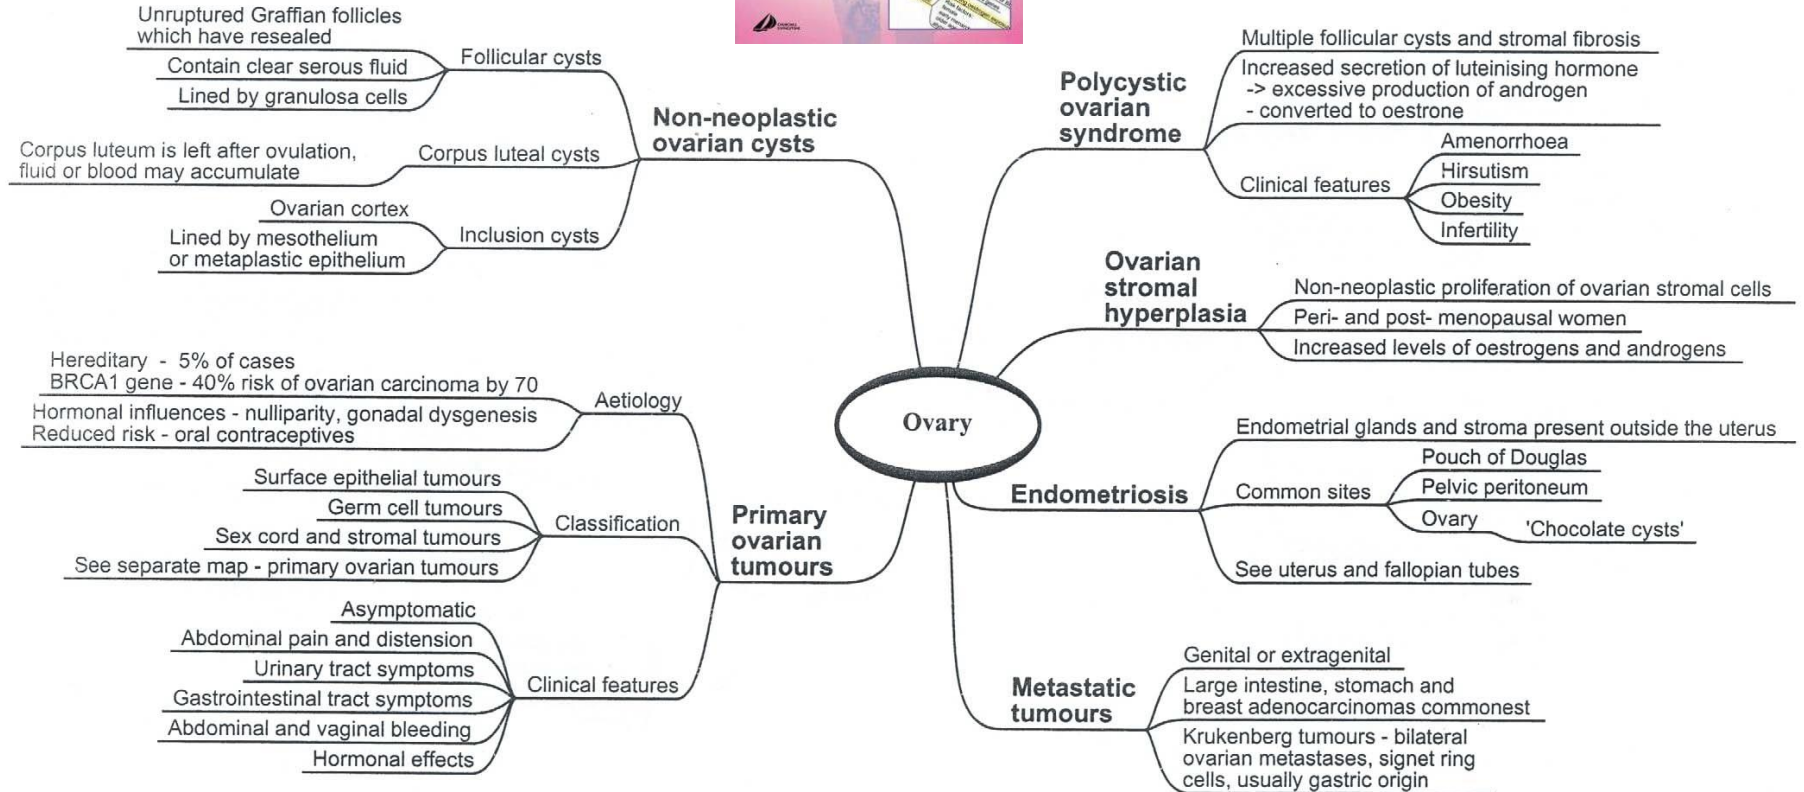 Unruptured Graffian follicles
which have resealed
Contain clear serous fluid
Lined by granulosa cells
Follicular cysts
Corpus luteum is left after ovulation,
fluid or blood may accumulate
Corpus luteal cysts
Ovarian cortex
Lined by mesothelium
or metaplastic epithelium
Inclusion cysts
Non-neoplastic
ovarian cysts
Hereditary - 5% of cases
BRCA1 gene - 40% risk of ovarian carcinoma by 70
Hormonal influences - nulliparity, gonadal dysgenesis
Reduced risk - oral contraceptives
Aetiology
Surface epithelial tumours
Germ cell tumours
Sex cord and stromal tumours
See separate map - primary ovarian tumours
Classification
Asymptomatic
Abdominal pain and distension
Urinary tract symptoms
Gastrointestinal tract symptoms
Abdominal and vaginal bleeding
Hormonal effects
Clinical features
Primary
ovarian
tumours
Ovary
Polycystic
ovarian
syndrome
Multiple follicular cysts and stromal fibrosis
Increased secretion of luteinising hormone
-> excessive production of androgen
- converted to oestrone
Clinical features
Amenorrhoea
Hirsutism
Obesity
Infertility
Ovarian
stromal
hyperplasia
Non-neoplastic proliferation of ovarian stromal cells
Peri- and post- menopausal women
Increased levels of oestrogens and androgens
Endometriosis
Endometrial glands and stroma present outside the uterus
Common sites
Pouch of Douglas
Pelvic peritoneum
Ovary
'Chocolate cysts'
See uterus and fallopian tubes
Metastatic
tumours
Genital or extragenital
Large intestine, stomach and
breast adenocarcinomas commonest
Krukenberg tumours - bilateral
ovarian metastases, signet ring
cells, usually gastric origin